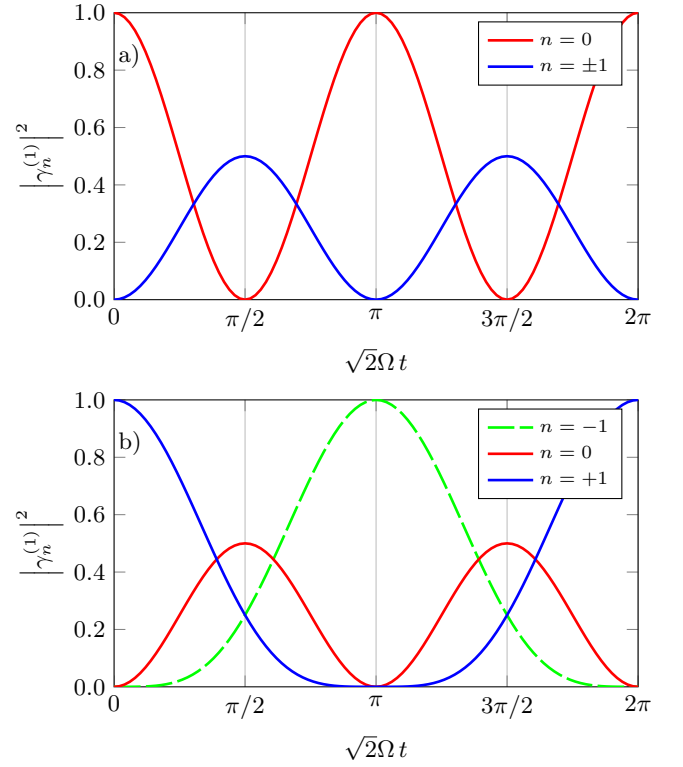 a)
n = 0
n = ±1
|γₙ⁽¹⁾|²
1.0
0.8
0.6
0.4
0.2
0.0
0 π/2 π 3π/2 2π
√2Ω t
b)
n = −1
n = 0
n = +1
|γₙ⁽¹⁾|²
1.0
0.8
0.6
0.4
0.2
0.0
0 π/2 π 3π/2 2π
√2Ω t